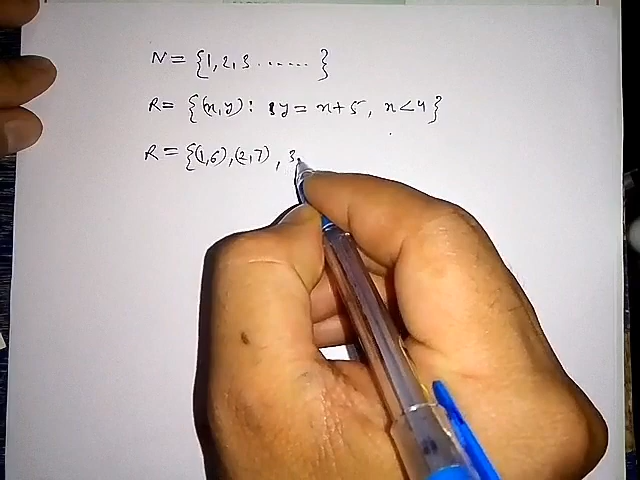 N = {1, 2, 3 ......}
R = {(x, y) : y = x + 5, x < 4}
R = {(1, 6), (2, 7), 3,